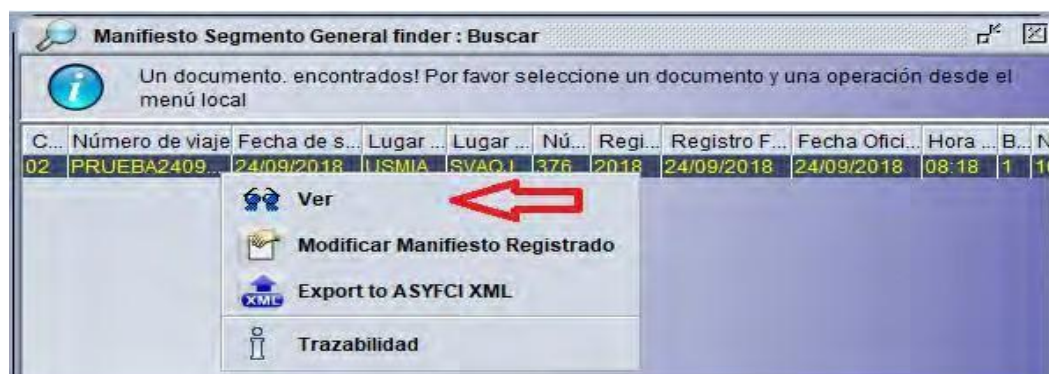 Manifiesto Segmento General finder : Buscar
Un documento. encontrados! Por favor seleccione un documento y una operación desde el
menú local
C... Número de viaje Fecha de s... Lugar ... Lugar ... Nú... Regi... Registro F... Fecha Ofici... Hora ... B... N
02 PRUEBA2409... 24/09/2018 USMIA SVAQJ 376 2018 24/09/2018 24/09/2018 08:18 1 10
Ver
Modificar Manifiesto Registrado
XML Export to ASYFCI XML
Trazabilidad